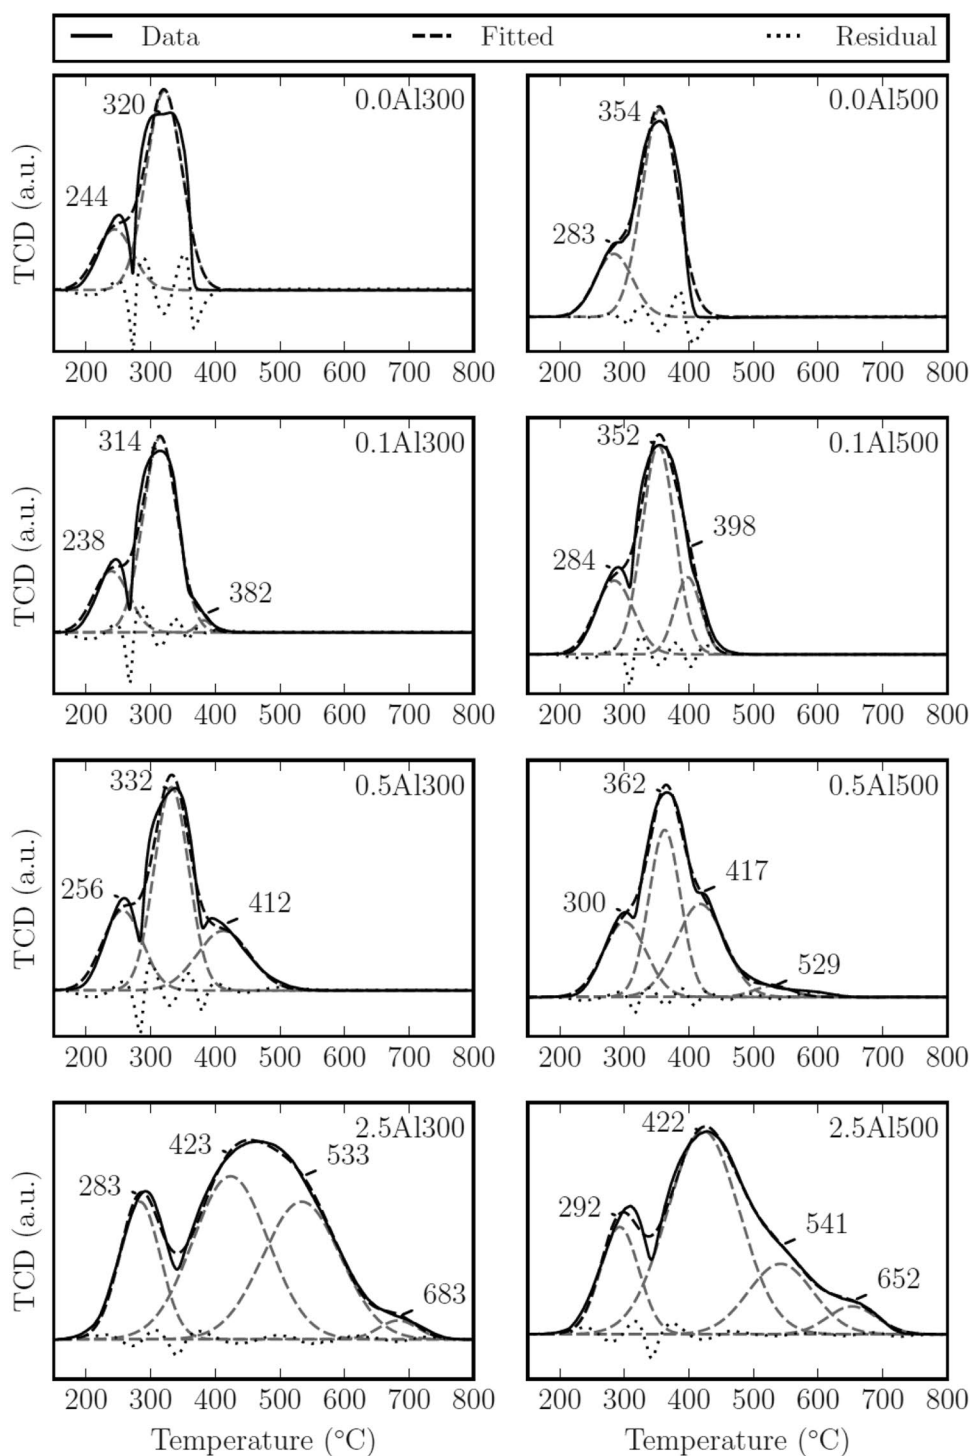 Data Fitted Residual
320 0.0Al300
244
TCD (a.u.)
200 300 400 500 600 700 800
354 0.0Al500
283
200 300 400 500 600 700 800
314 0.1Al300
238
382
TCD (a.u.)
200 300 400 500 600 700 800
352 0.1Al500
398
284
200 300 400 500 600 700 800
332 0.5Al300
256
412
TCD (a.u.)
200 300 400 500 600 700 800
362 0.5Al500
417
300
529
200 300 400 500 600 700 800
2.5Al300
423 533
283
683
TCD (a.u.)
200 300 400 500 600 700 800
Temperature (°C)
422 2.5Al500
292
541
652
200 300 400 500 600 700 800
Temperature (°C)